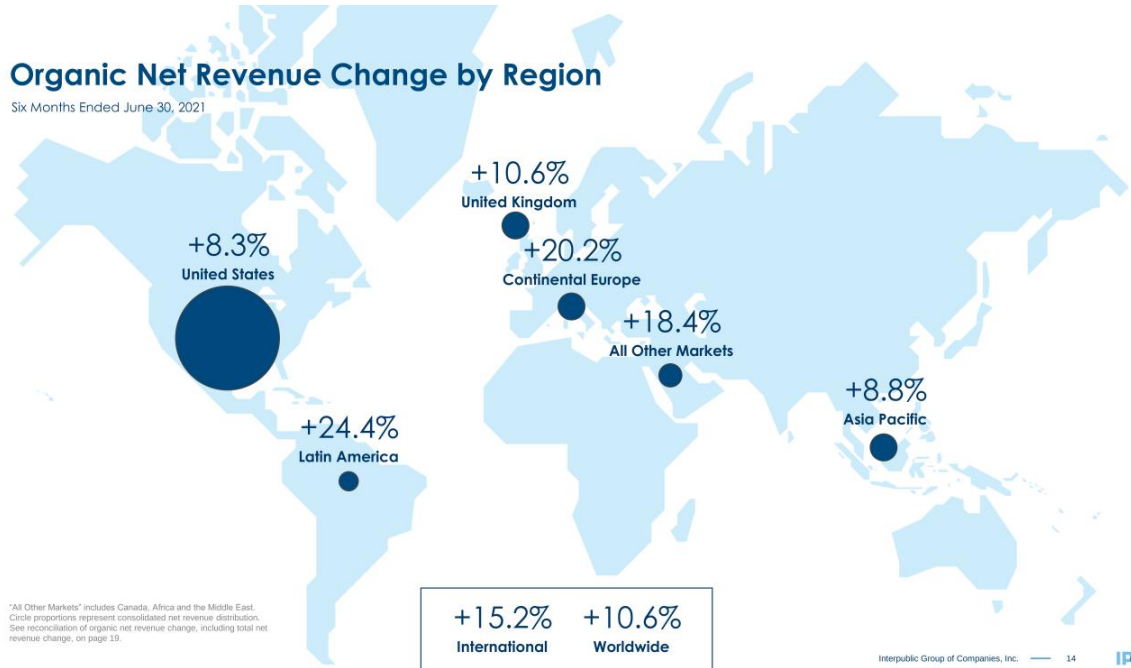 Organic Net Revenue Change by Region
Six Months Ended June 30, 2021
+10.6%
United Kingdom
+8.3%
United States
+20.2%
Continental Europe
+18.4%
All Other Markets
+8.8%
Asia Pacific
+24.4%
Latin America
"All Other Markets" includes Canada, Africa and the Middle East.
Circle proportions represent consolidated net revenue distribution.
See reconciliation of organic net revenue change, including total net
revenue change, on page 19.
+15.2%
International
+10.6%
Worldwide
Interpublic Group of Companies, Inc.
14